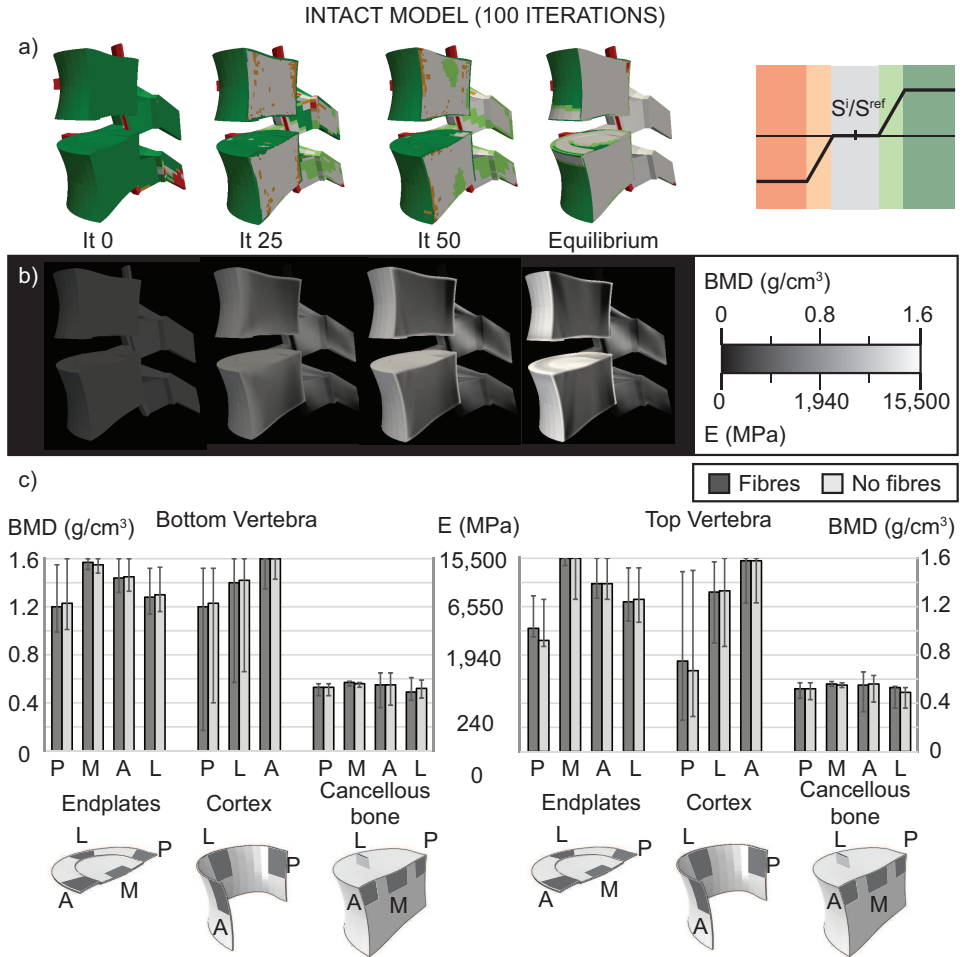 INTACT MODEL (100 ITERATIONS)
a)
Sⁱ/Sʳᵉᶠ
It 0 It 25 It 50 Equilibrium
b)
BMD (g/cm³)
0 0.8 1.6
0 1,940 15,500
E (MPa)
c)
Fibres No fibres
BMD (g/cm³) Bottom Vertebra E (MPa) Top Vertebra BMD (g/cm³)
1.6 15,500 1.6
1.2 6,550 1.2
0.8 1,940 0.8
0.4 240 0.4
0 0 0
P M A L P L A P M A L P M A L P L A P M A L
Endplates Cortex Cancellous bone Endplates Cortex Cancellous bone
L P A M L P A L P A M L P A M L P A L P A M